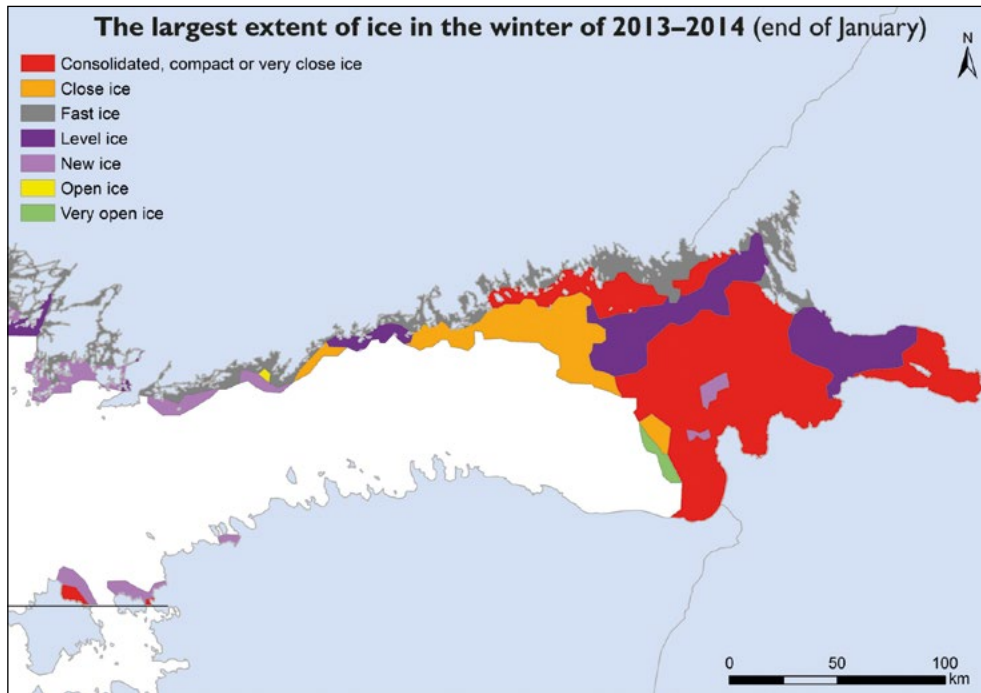 The largest extent of ice in the winter of 2013–2014 (end of January)
N
Consolidated, compact or very close ice
Close ice
Fast ice
Level ice
New ice
Open ice
Very open ice
0 50 100
km